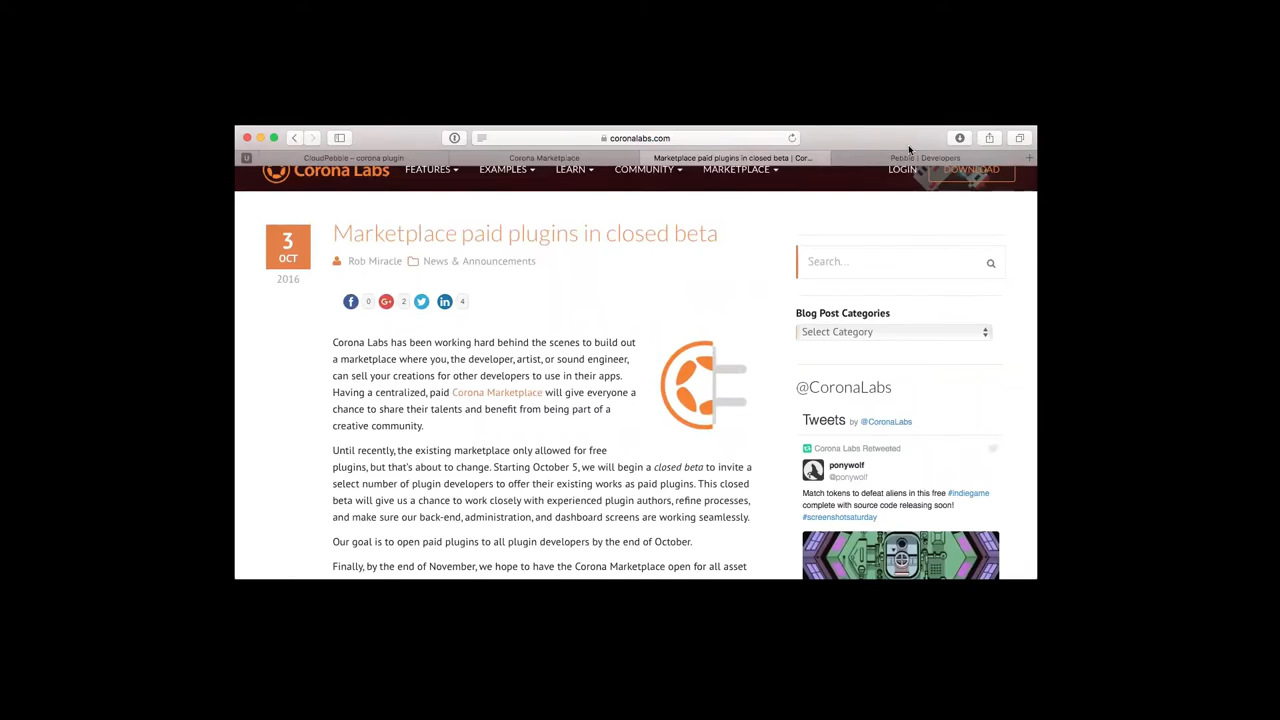 coronalabs.com
U
CloudPebble – corona plugin
Corona Marketplace
Marketplace paid plugins in closed beta | Cor...
Pebble | Developers
Corona Labs
FEATURES
EXAMPLES
LEARN
COMMUNITY
MARKETPLACE
LOGIN
DOWNLOAD
3
OCT
2016
Marketplace paid plugins in closed beta
Rob Miracle
News & Announcements
0
2
4
Corona Labs has been working hard behind the scenes to build out
a marketplace where you, the developer, artist, or sound engineer,
can sell your creations for other developers to use in their apps.
Having a centralized, paid Corona Marketplace will give everyone a
chance to share their talents and benefit from being part of a
creative community.
Until recently, the existing marketplace only allowed for free
plugins, but that's about to change. Starting October 5, we will begin a closed beta to invite a
select number of plugin developers to offer their existing works as paid plugins. This closed
beta will give us a chance to work closely with experienced plugin authors, refine processes,
and make sure our back-end, administration, and dashboard screens are working seamlessly.
Our goal is to open paid plugins to all plugin developers by the end of October.
Finally, by the end of November, we hope to have the Corona Marketplace open for all asset
Search...
Blog Post Categories
Select Category
@CoronaLabs
Tweets by @CoronaLabs
Corona Labs Retweeted
ponywolf
@ponywolf
Match tokens to defeat aliens in this free #indiegame
complete with source code releasing soon!
#screenshotsaturday